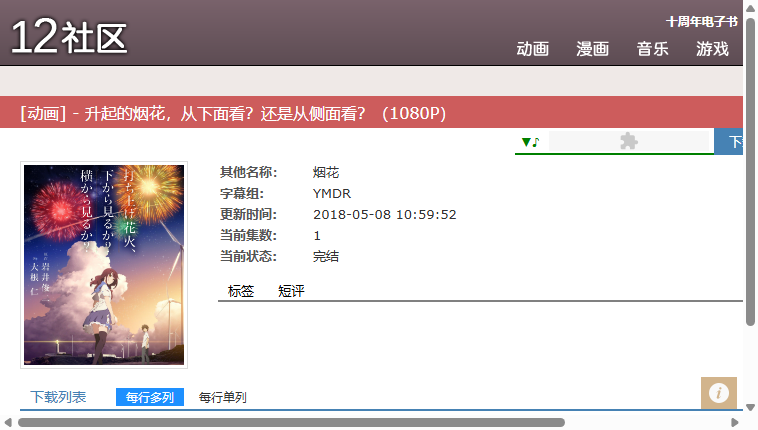 12社区
十周年电子书
动画 漫画 音乐 游戏
[动画] - 升起的烟花，从下面看？还是从侧面看？（1080P）
▼♪
打ち上げ花火、
下から見るか?
横から見るか?
岩井俊二
大根 仁
其他名称： 烟花
字幕组： YMDR
更新时间： 2018-05-08 10:59:52
当前集数： 1
当前状态： 完结
标签 短评
下载列表 每行多列 每行单列